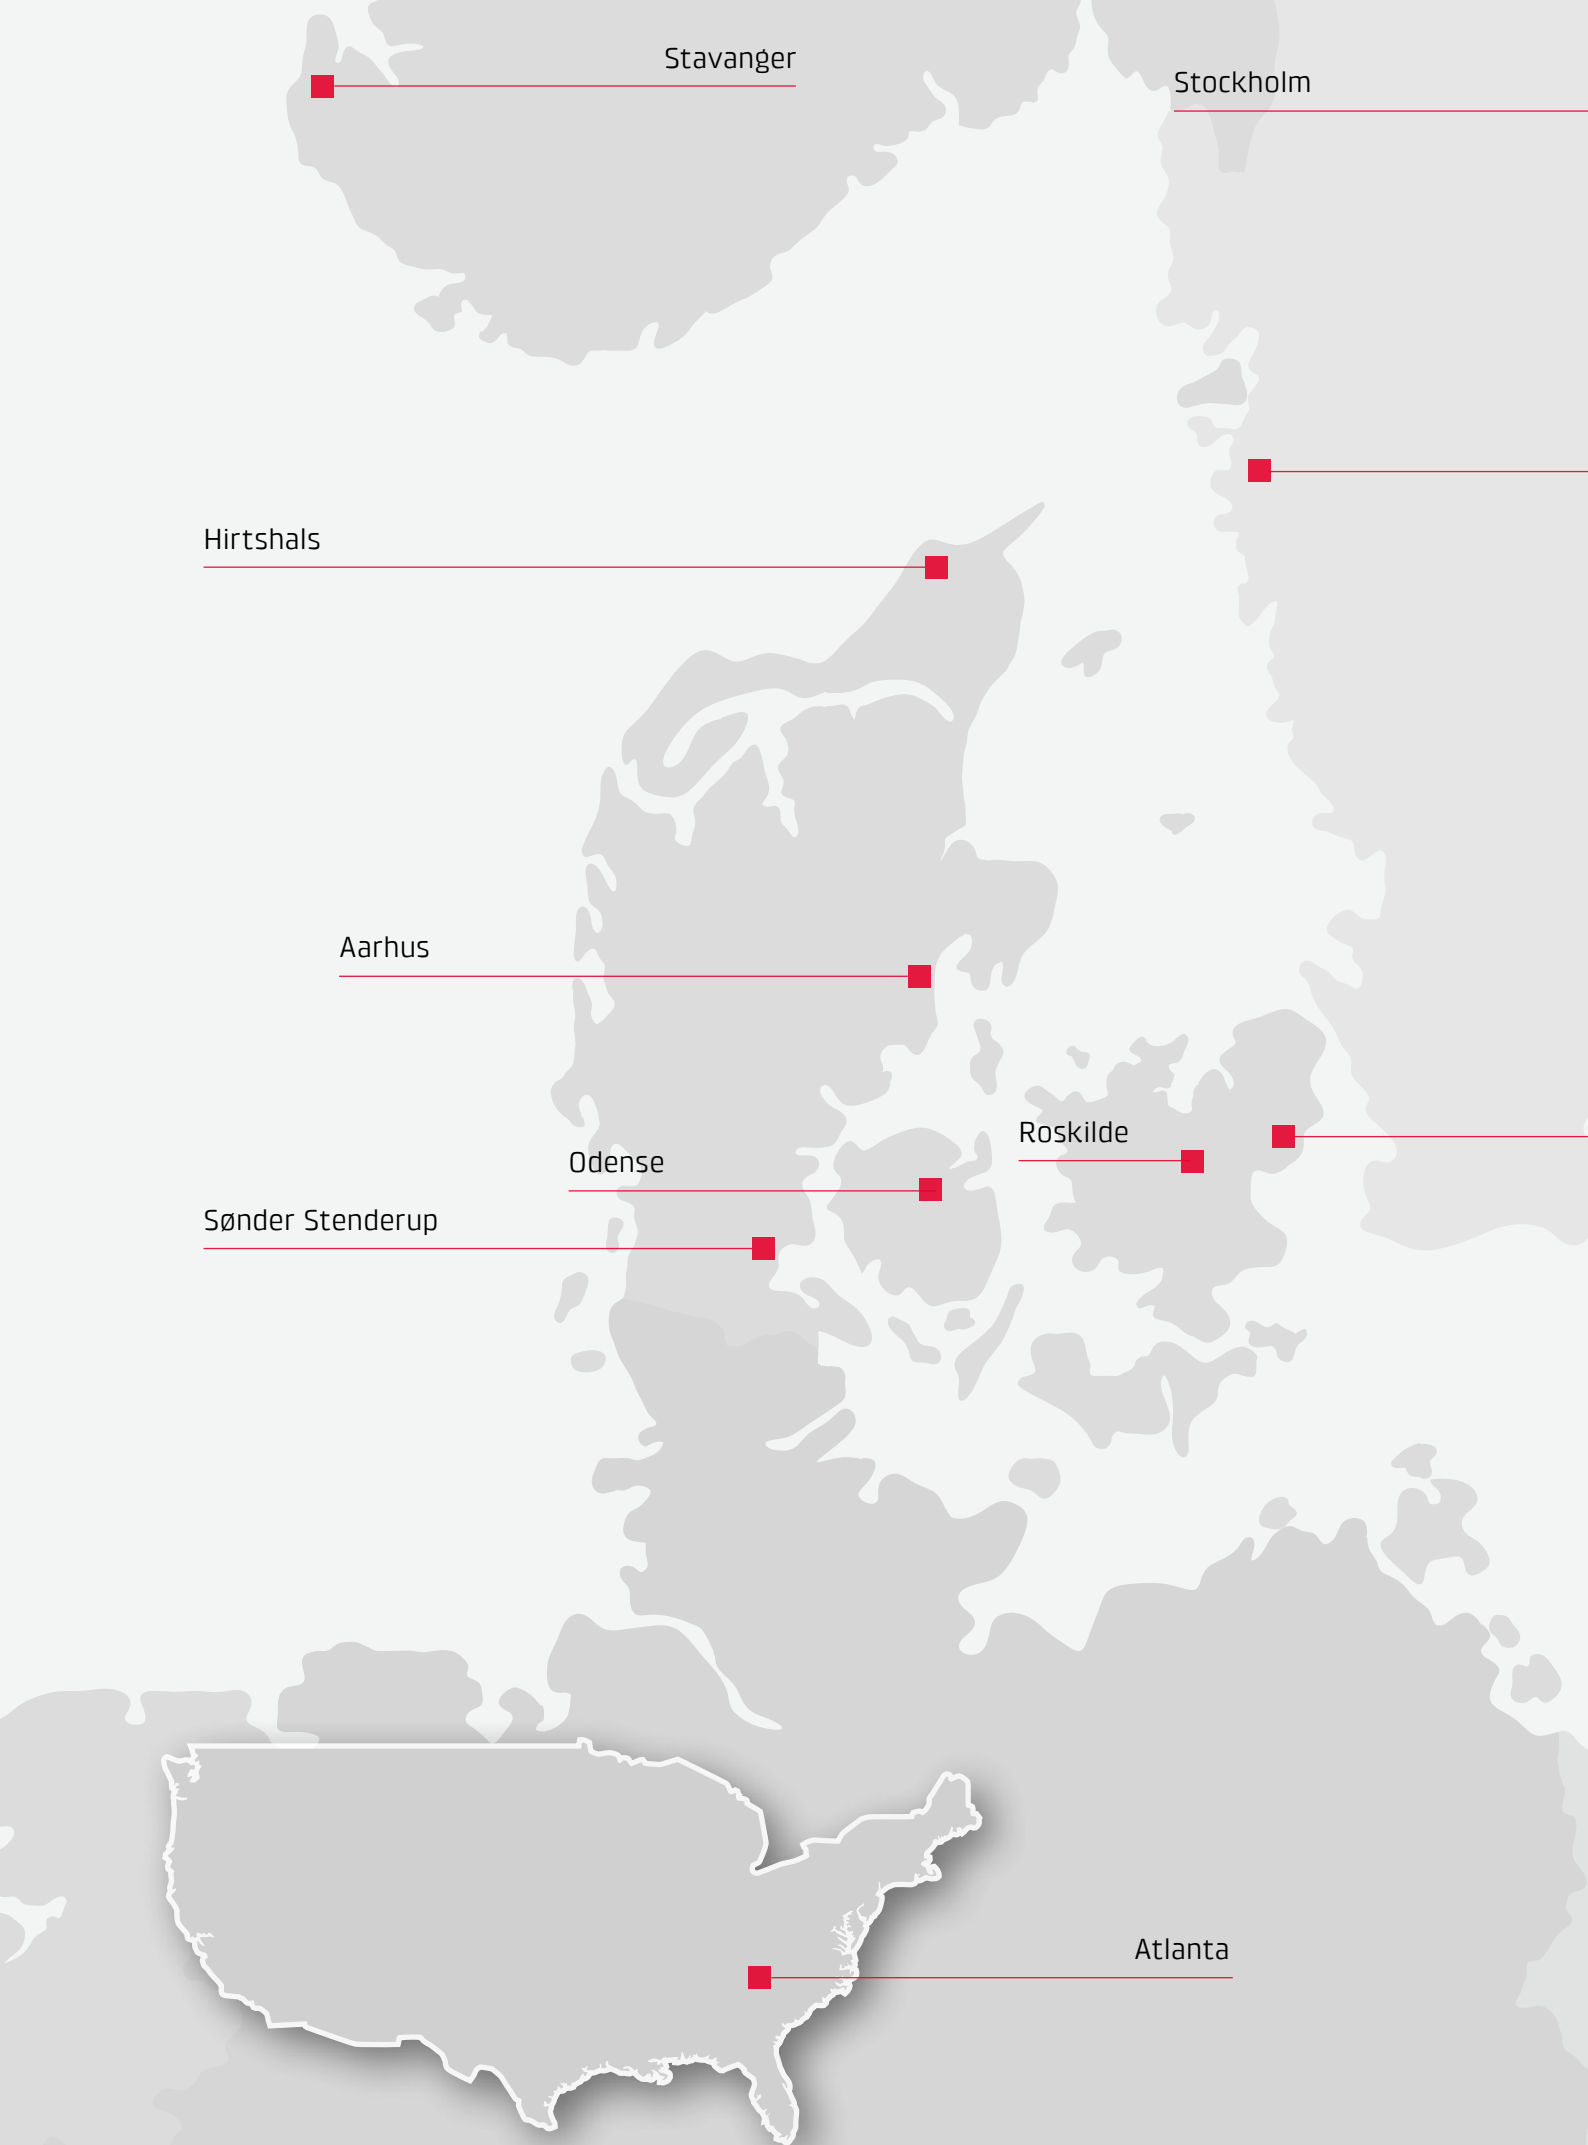 Stavanger
Stockholm
Hirtshals
Aarhus
Roskilde
Odense
Sønder Stenderup
Atlanta